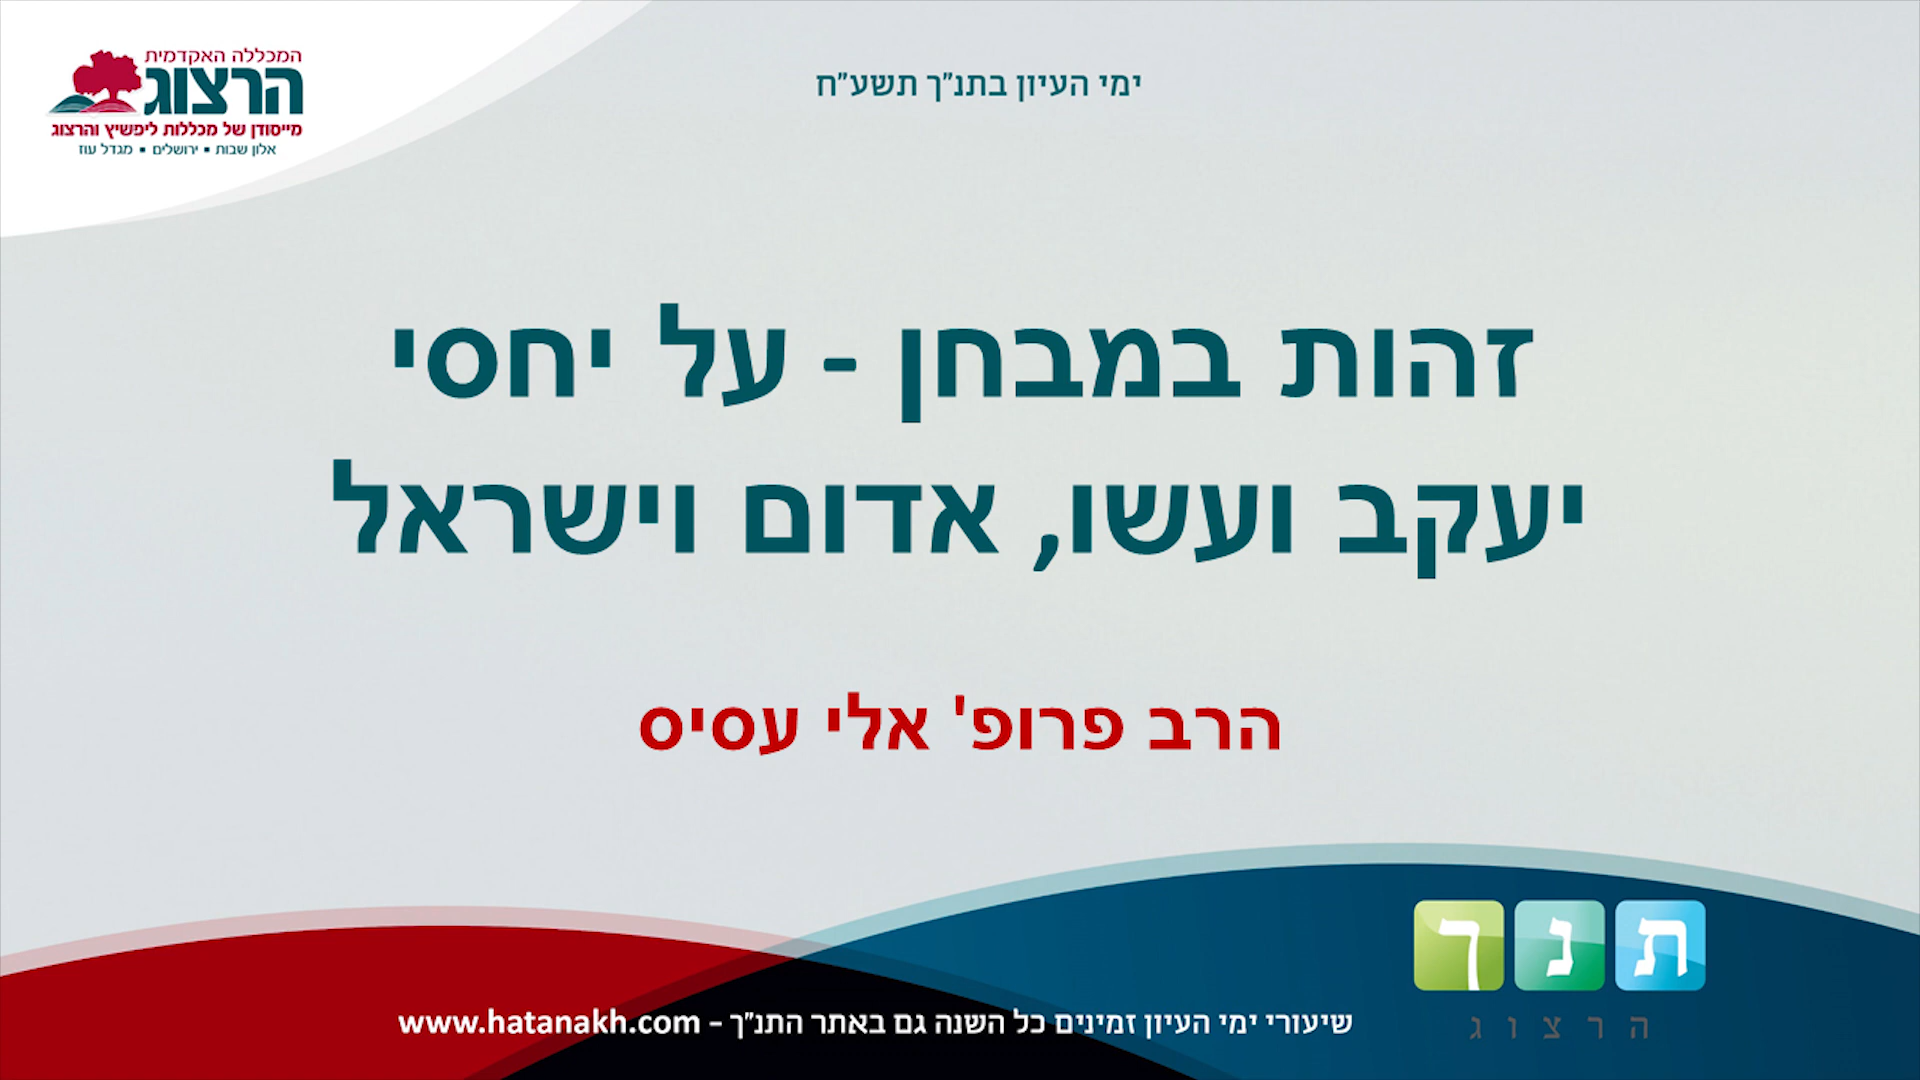 המכללה האקדמית
הרצוג
מייסודן של מכללות ליפשיץ והרצוג
אלון שבות ▪ ירושלים ▪ מגדל עוז
ימי העיון בתנ"ך תשע"ח
זהות במבחן - על יחסי
יעקב ועשו, אדום וישראל
הרב פרופ' אלי עסיס
תנך
הרצוג
שיעורי ימי העיון זמינים כל השנה גם באתר התנ"ך – www.hatanakh.com